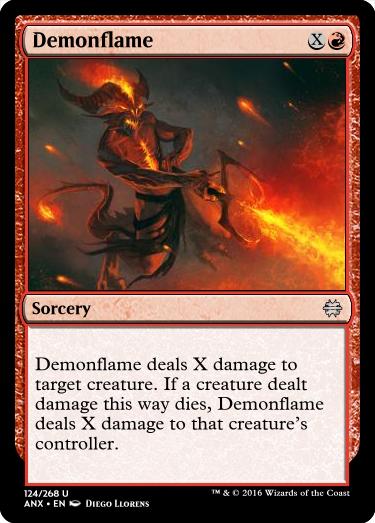 Demonflame X
Sorcery
Demonflame deals X damage to
target creature. If a creature dealt
damage this way dies, Demonflame
deals X damage to that creature's
controller.
124/268 U
ANX • EN Diego Llorens
™ & © 2016 Wizards of the Coast